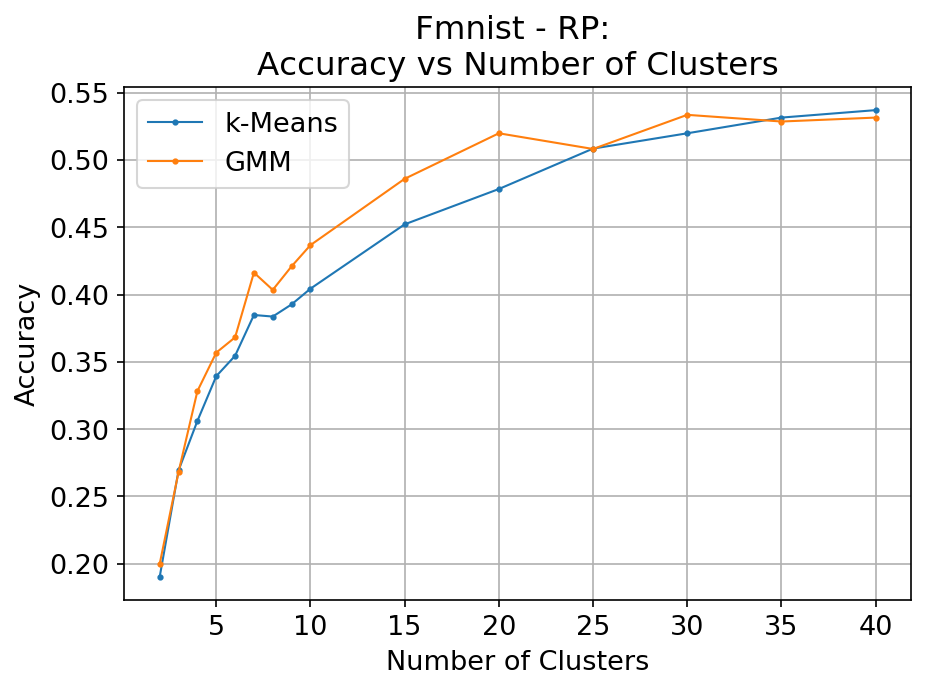 Fmnist - RP:
Accuracy vs Number of Clusters
k-Means
GMM
Accuracy
0.55
0.50
0.45
0.40
0.35
0.30
0.25
0.20
5 10 15 20 25 30 35 40
Number of Clusters